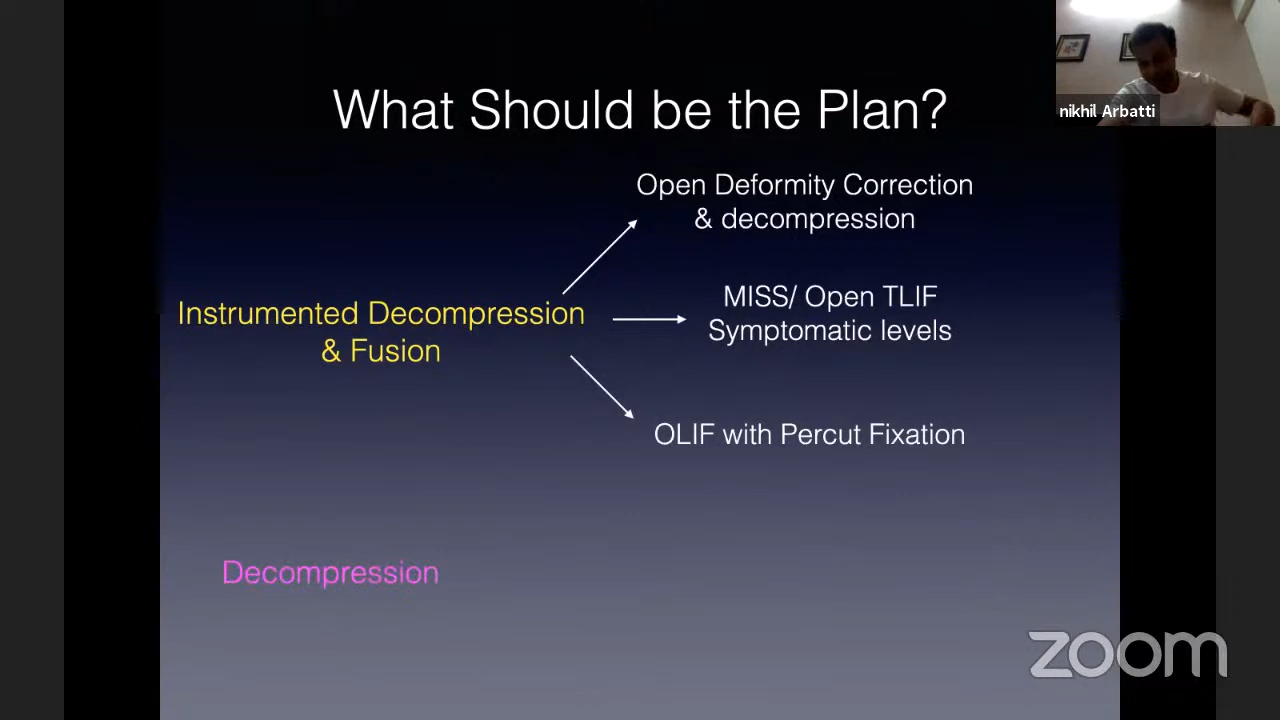 What Should be the Plan?
nikhil Arbatti
Open Deformity Correction
& decompression
Instrumented Decompression
& Fusion
MISS/ Open TLIF
Symptomatic levels
OLIF with Percut Fixation
Decompression
zoom